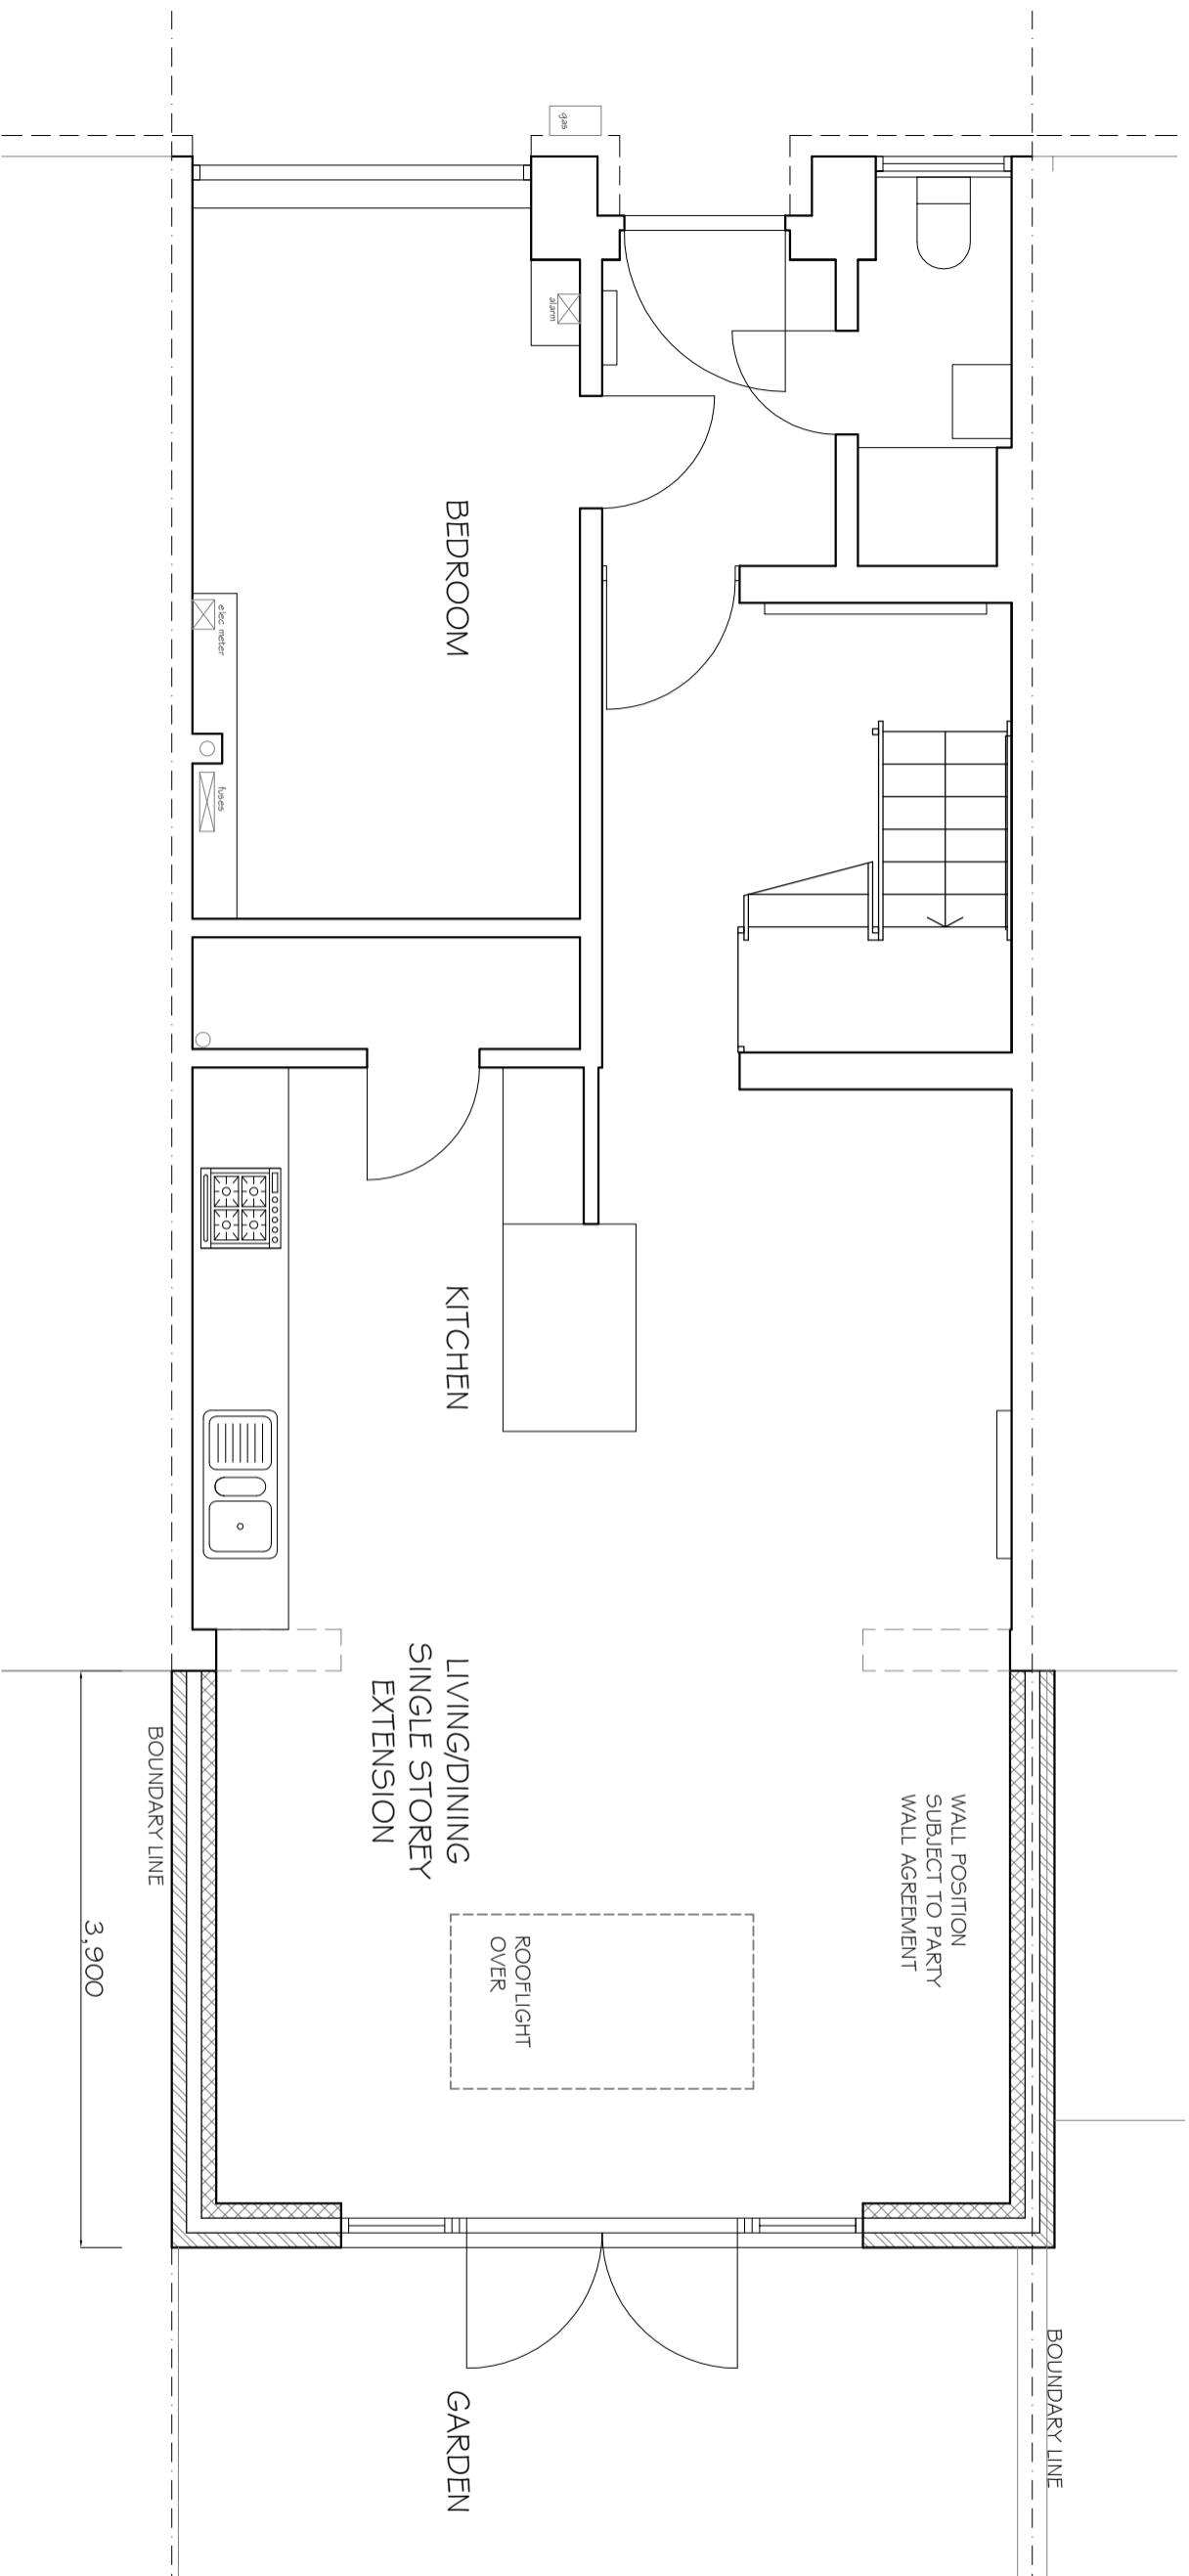 gas
alarm
BEDROOM
elec meter
fuses
KITCHEN
LIVING/DINING
SINGLE STOREY
EXTENSION
WALL POSITION
SUBJECT TO PARTY
WALL AGREEMENT
BOUNDARY LINE
3,900
ROOFLIGHT
OVER
BOUNDARY LINE
GARDEN